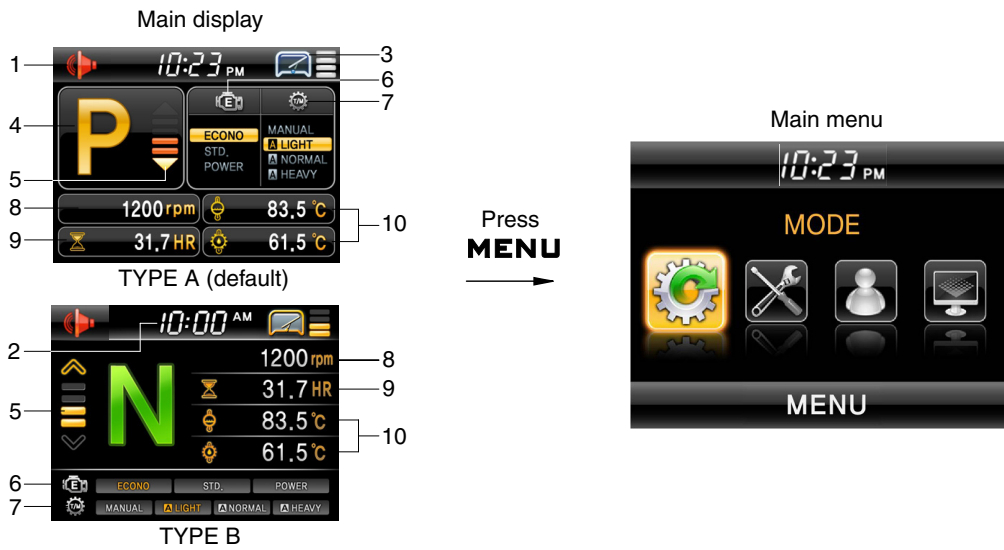 Main display
1
10:23 PM
3
6
7
4
P
E
T/M
ECONO
STD.
POWER
MANUAL
A LIGHT
A NORMAL
A HEAVY
5
8
1200 rpm
83.5 ℃
9
31.7 HR
61.5 ℃
10
TYPE A (default)
10:00 AM
2
N
1200 rpm
8
31.7 HR
9
5
83.5 ℃
61.5 ℃
10
6
E
ECONO
STD.
POWER
7
T/M
MANUAL
A LIGHT
A NORMAL
A HEAVY
TYPE B
Press
MENU
Main menu
10:23 PM
MODE
MENU